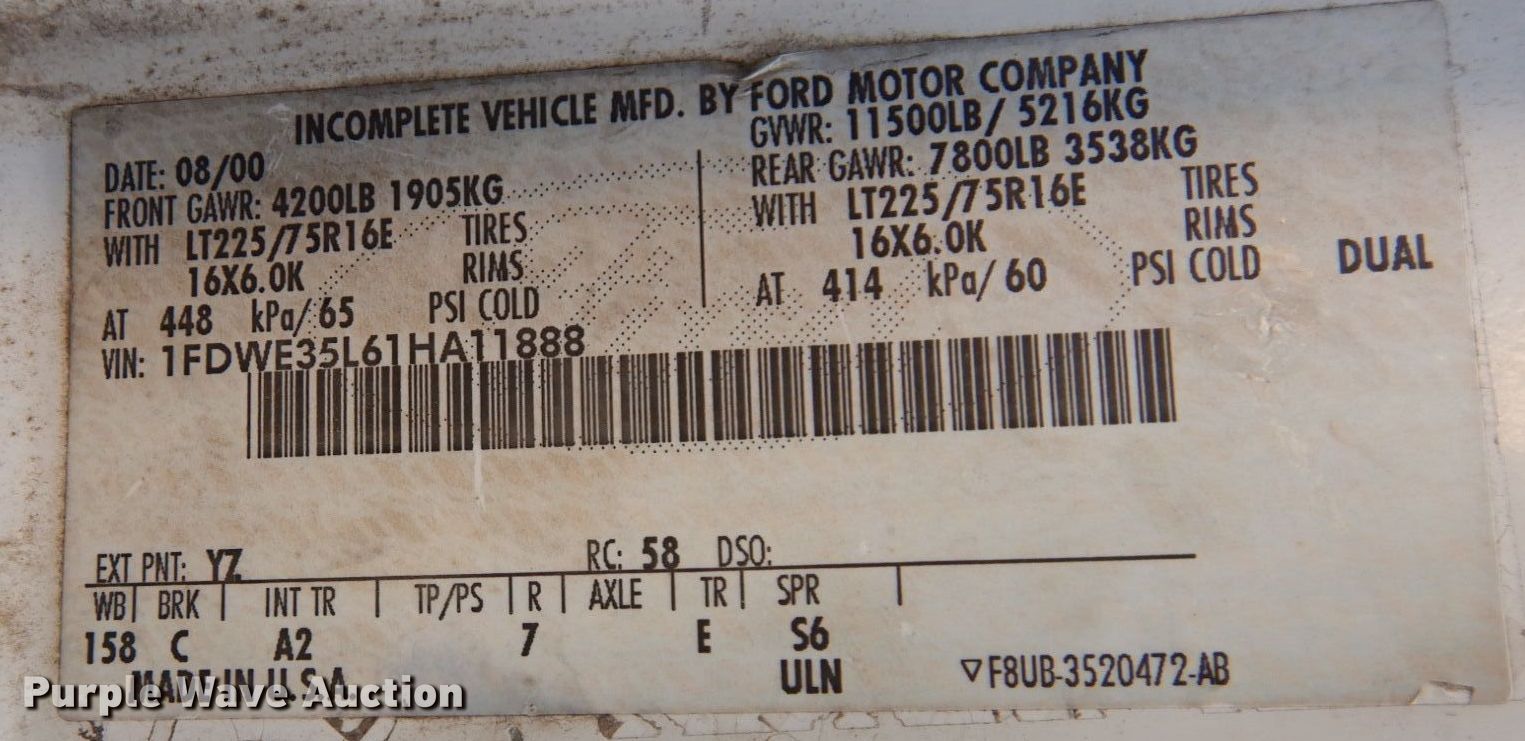 INCOMPLETE VEHICLE MFD. BY FORD MOTOR COMPANY
DATE: 08/00 GVWR: 11500LB/ 5216KG
FRONT GAWR: 4200LB 1905KG REAR GAWR: 7800LB 3538KG
WITH LT225/75R16E TIRES WITH LT225/75R16E TIRES
16X6.0K RIMS 16X6.0K RIMS
AT 448 kPa/ 65 PSI COLD AT 414 kPa/ 60 PSI COLD DUAL
VIN: 1FDWE35L61HA11888
EXT PNT: YZ RC: 58 DSO:
WB BRK INT TR TP/PS R AXLE TR SPR
158 C A2 7 E S6
MADE IN U.S.A. ULN ▽F8UB-3520472-AB
Purple Wave Auction